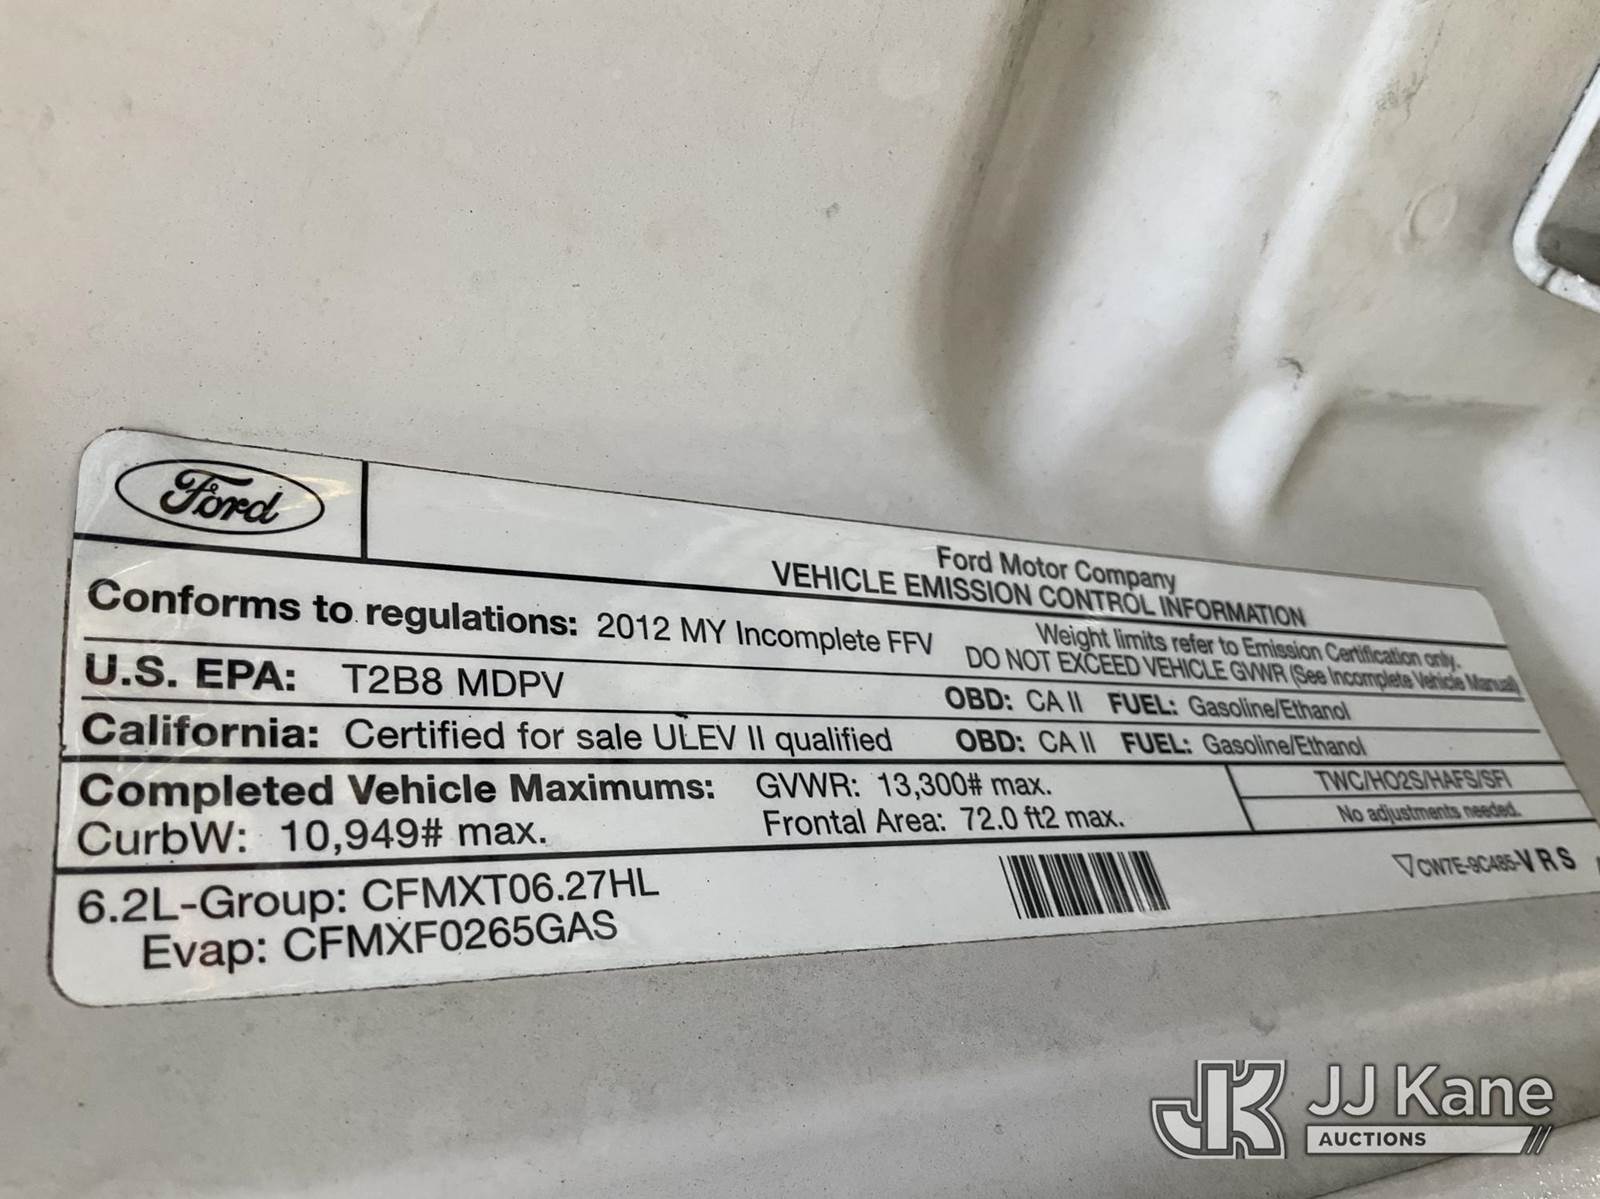 Ford
Ford Motor Company
VEHICLE EMISSION CONTROL INFORMATION
Conforms to regulations: 2012 MY Incomplete FFV
Weight limits refer to Emission Certification only.
DO NOT EXCEED VEHICLE GVWR (See Incomplete Vehicle Manual)
U.S. EPA: T2B8 MDPV OBD: CA II FUEL: Gasoline/Ethanol
California: Certified for sale ULEV II qualified OBD: CA II FUEL: Gasoline/Ethanol
Completed Vehicle Maximums: GVWR: 13,300# max.
CurbW: 10,949# max. Frontal Area: 72.0 ft2 max.
TWC/HO2S/HAFS/SFI
No adjustments needed.
6.2L-Group: CFMXT06.27HL
Evap: CFMXF0265GAS
CW7E-9C485-VRS
JK JJ Kane
AUCTIONS